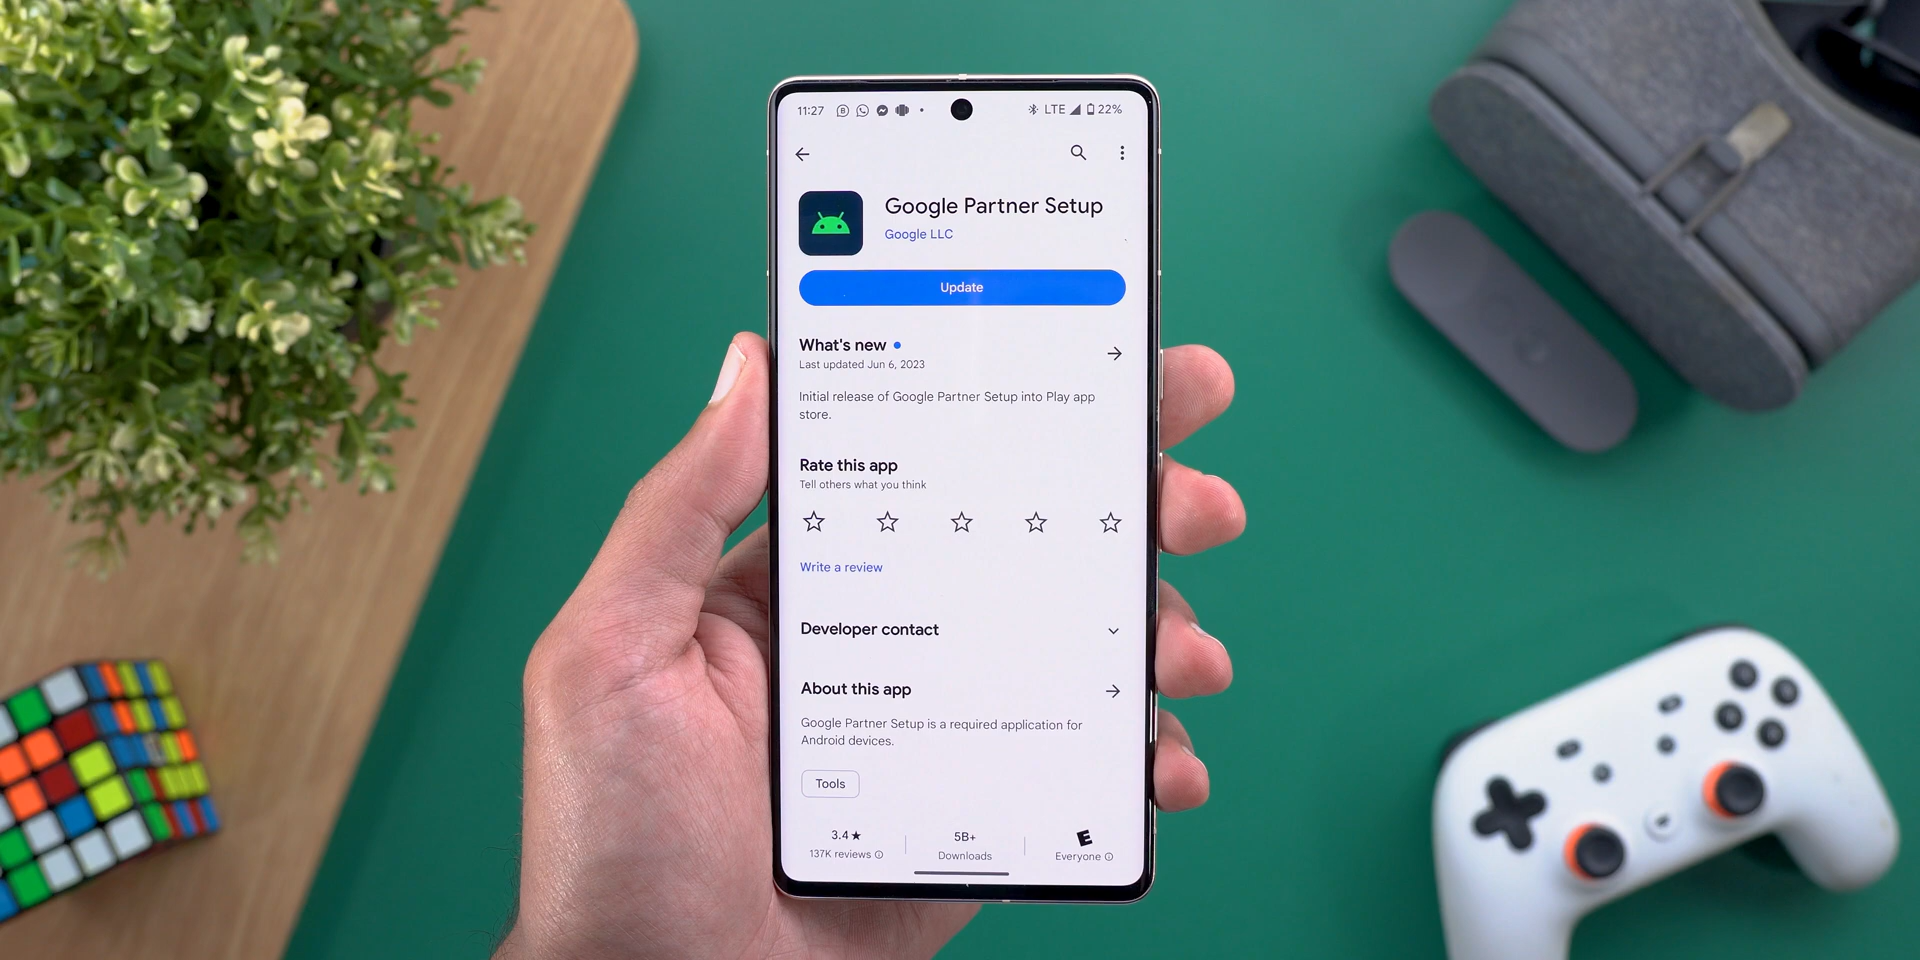 11:27 LTE 22%
Google Partner Setup
Google LLC
Update
What's new
Last updated Jun 6, 2023
Initial release of Google Partner Setup into Play app
store.
Rate this app
Tell others what you think
Write a review
Developer contact
About this app
Google Partner Setup is a required application for
Android devices.
Tools
3.4★ 5B+ E
137K reviews Downloads Everyone